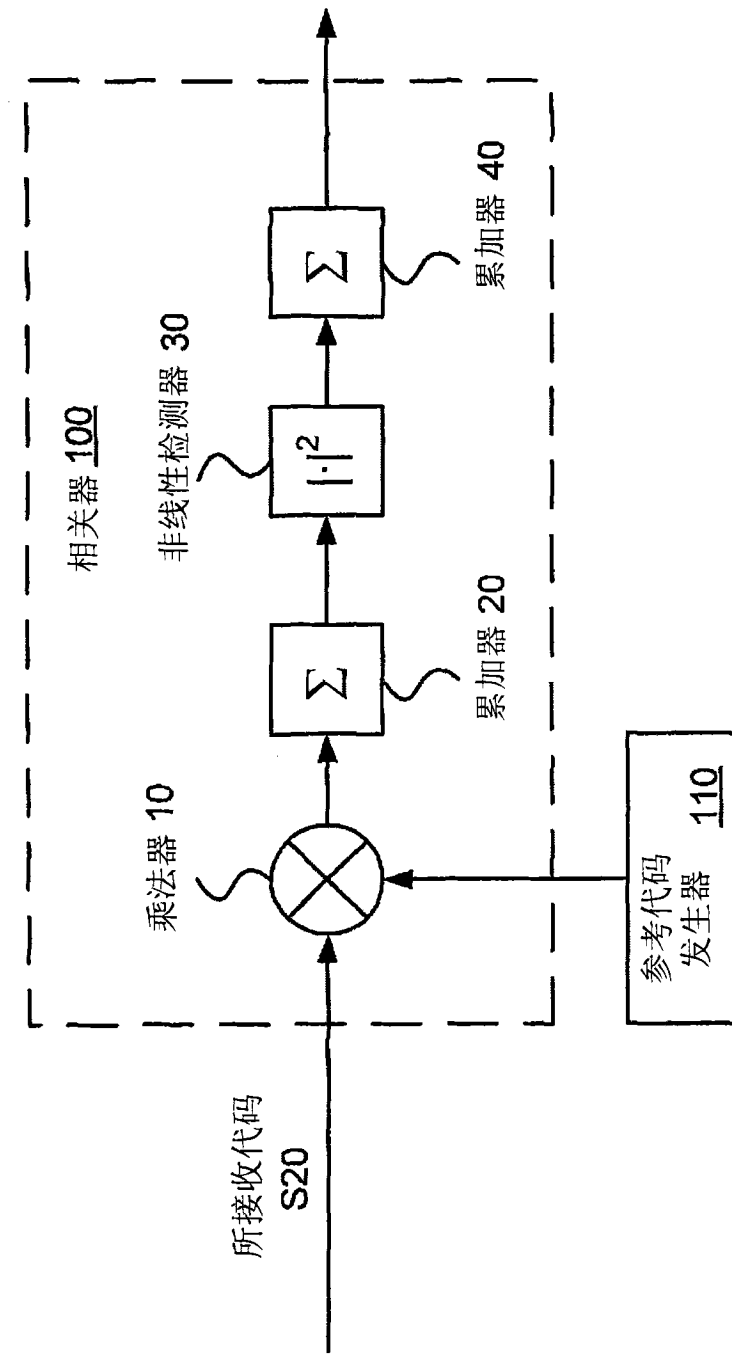 相关器 100
乘法器 10
非线性检测器 30
Σ
|·|²
Σ
累加器 20
累加器 40
所接收代码
S20
参考代码
发生器 110